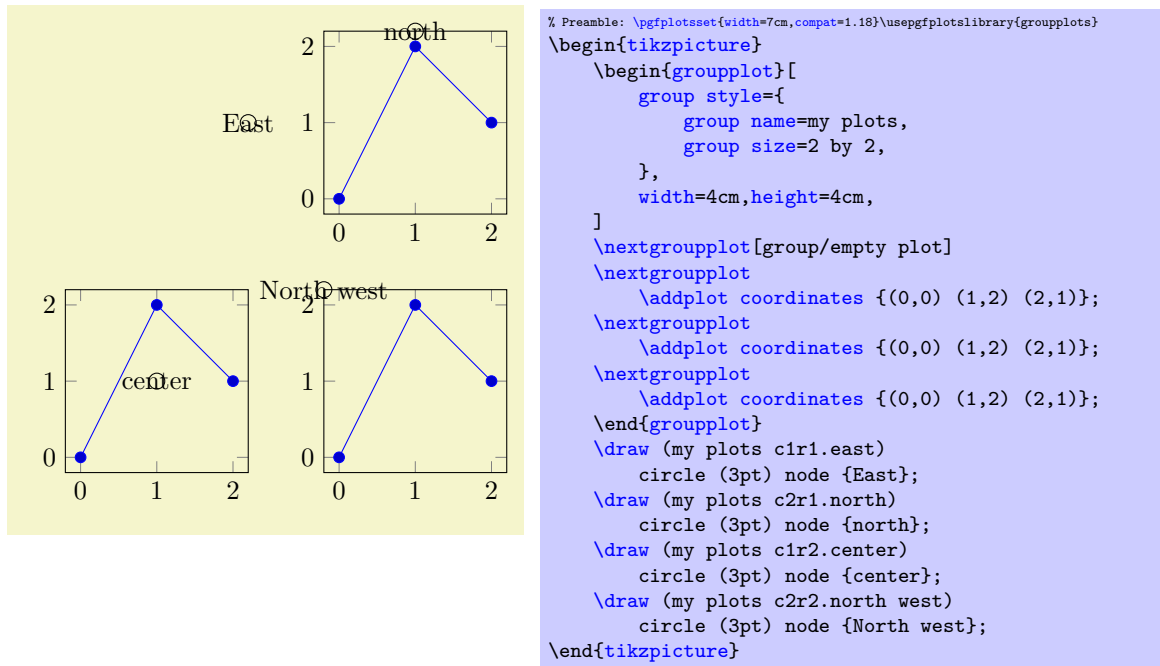 north
2
East
1
0
0 1 2
North west
2 2
center
1 1
0 0
0 1 2 0 1 2
% Preamble: \pgfplotsset{width=7cm,compat=1.18}\usepgfplotslibrary{groupplots}
\begin{tikzpicture}
    \begin{groupplot}[
        group style={
            group name=my plots,
            group size=2 by 2,
        },
        width=4cm,height=4cm,
    ]
    \nextgroupplot[group/empty plot]
    \nextgroupplot
        \addplot coordinates {(0,0) (1,2) (2,1)};
    \nextgroupplot
        \addplot coordinates {(0,0) (1,2) (2,1)};
    \nextgroupplot
        \addplot coordinates {(0,0) (1,2) (2,1)};
    \end{groupplot}
    \draw (my plots c1r1.east)
        circle (3pt) node {East};
    \draw (my plots c2r1.north)
        circle (3pt) node {north};
    \draw (my plots c1r2.center)
        circle (3pt) node {center};
    \draw (my plots c2r2.north west)
        circle (3pt) node {North west};
\end{tikzpicture}